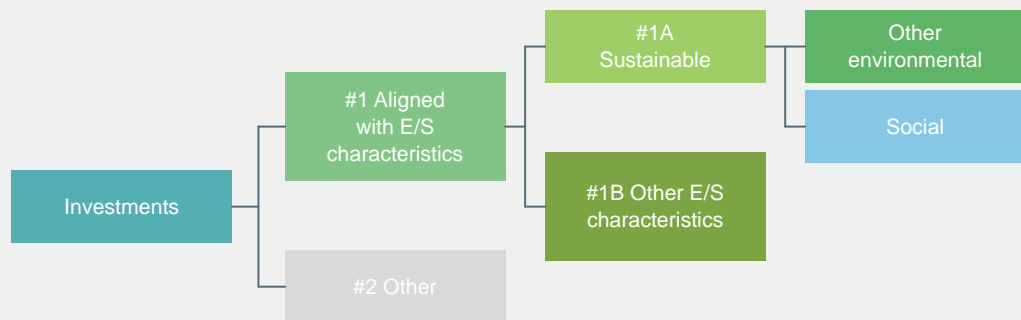 Investments
#1 Aligned
with E/S
characteristics
#2 Other
#1A
Sustainable
#1B Other E/S
characteristics
Other
environmental
Social